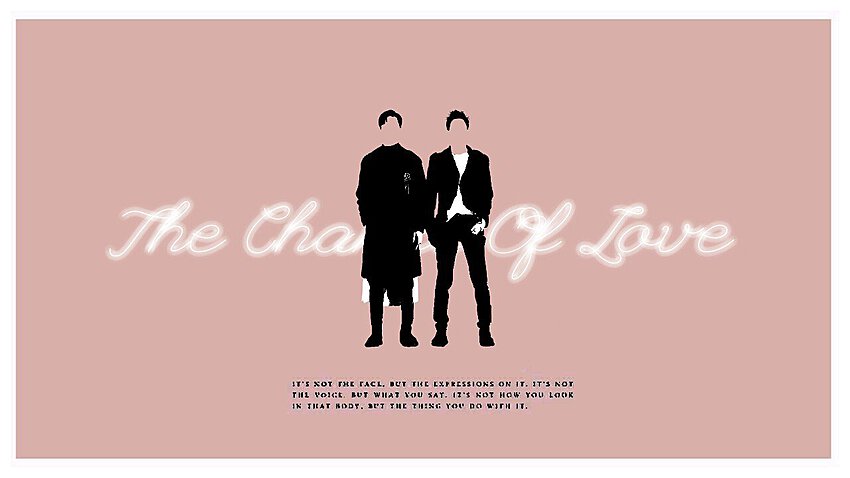 The Cha Of Love
IT'S NOT THE FACE, BUT THE EXPRESSIONS ON IT. IT'S NOT
THE VOICE, BUT WHAT YOU SAY. IT'S NOT HOW YOU LOOK
IN THAT BODY, BUT THE THING YOU DO WITH IT.